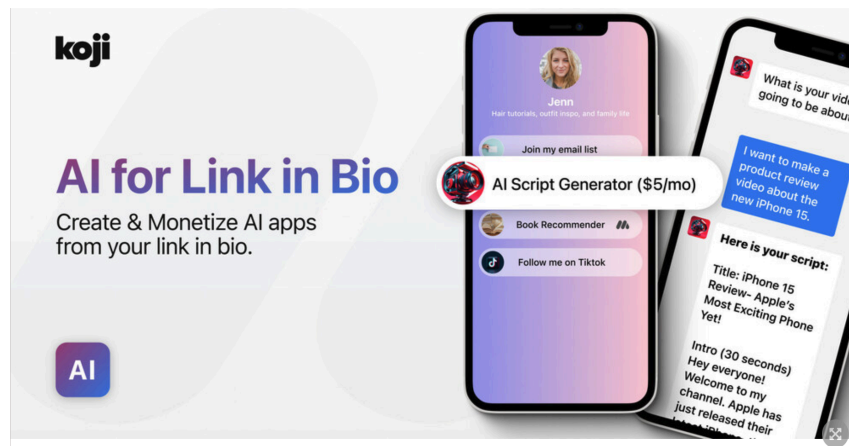 koji
AI for Link in Bio
Create & Monetize AI apps
from your link in bio.
AI
Jenn
Hair tutorials, outfit inspo, and family life
Join my email list
AI Script Generator ($5/mo)
Book Recommender
Follow me on Tiktok
What is your
going to be about
I want to make a
product review
video about the
new iPhone 15.
Here is your script:
Title: iPhone 15
Review- Apple's
Most Exciting Phone
Yet!
Intro (30 seconds)
Hey everyone!
Welcome to my
channel. Apple has
just released their